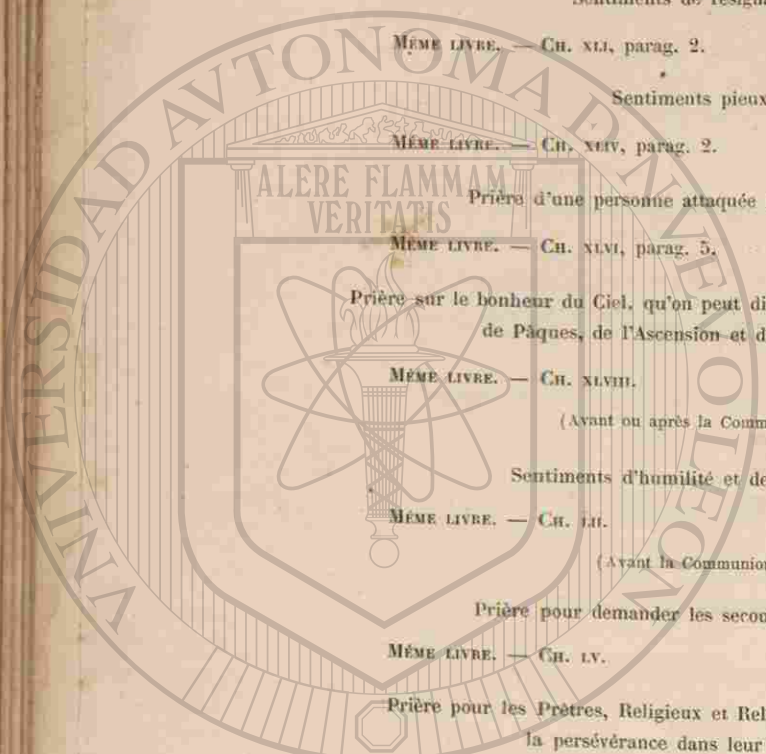 MÊME LIVRE. — CH. XLI, parag. 2.
Sentiments pieux
MÊME LIVRE. — CH. XLIV, parag. 2.
Prière d'une personne attaquée
MÊME LIVRE. — CH. XLVI, parag. 5.
Prière sur le bonheur du Ciel, qu'on peut di
de Pâques, de l'Ascension et d
MÊME LIVRE. — CH. XLVIII.
(Avant ou après la Comm
Sentiments d'humilité et de
MÊME LIVRE. — CH. LII.
(Avant la Communion
Prière pour demander les secou
MÊME LIVRE. — CH. LV.
Prière pour les Prêtres, Religieux et Rel
la persévérance dans leur
UNIVERSIDAD AUTONOMA DE NUEVO LEON
ALERE FLAMMAM
VERITATIS